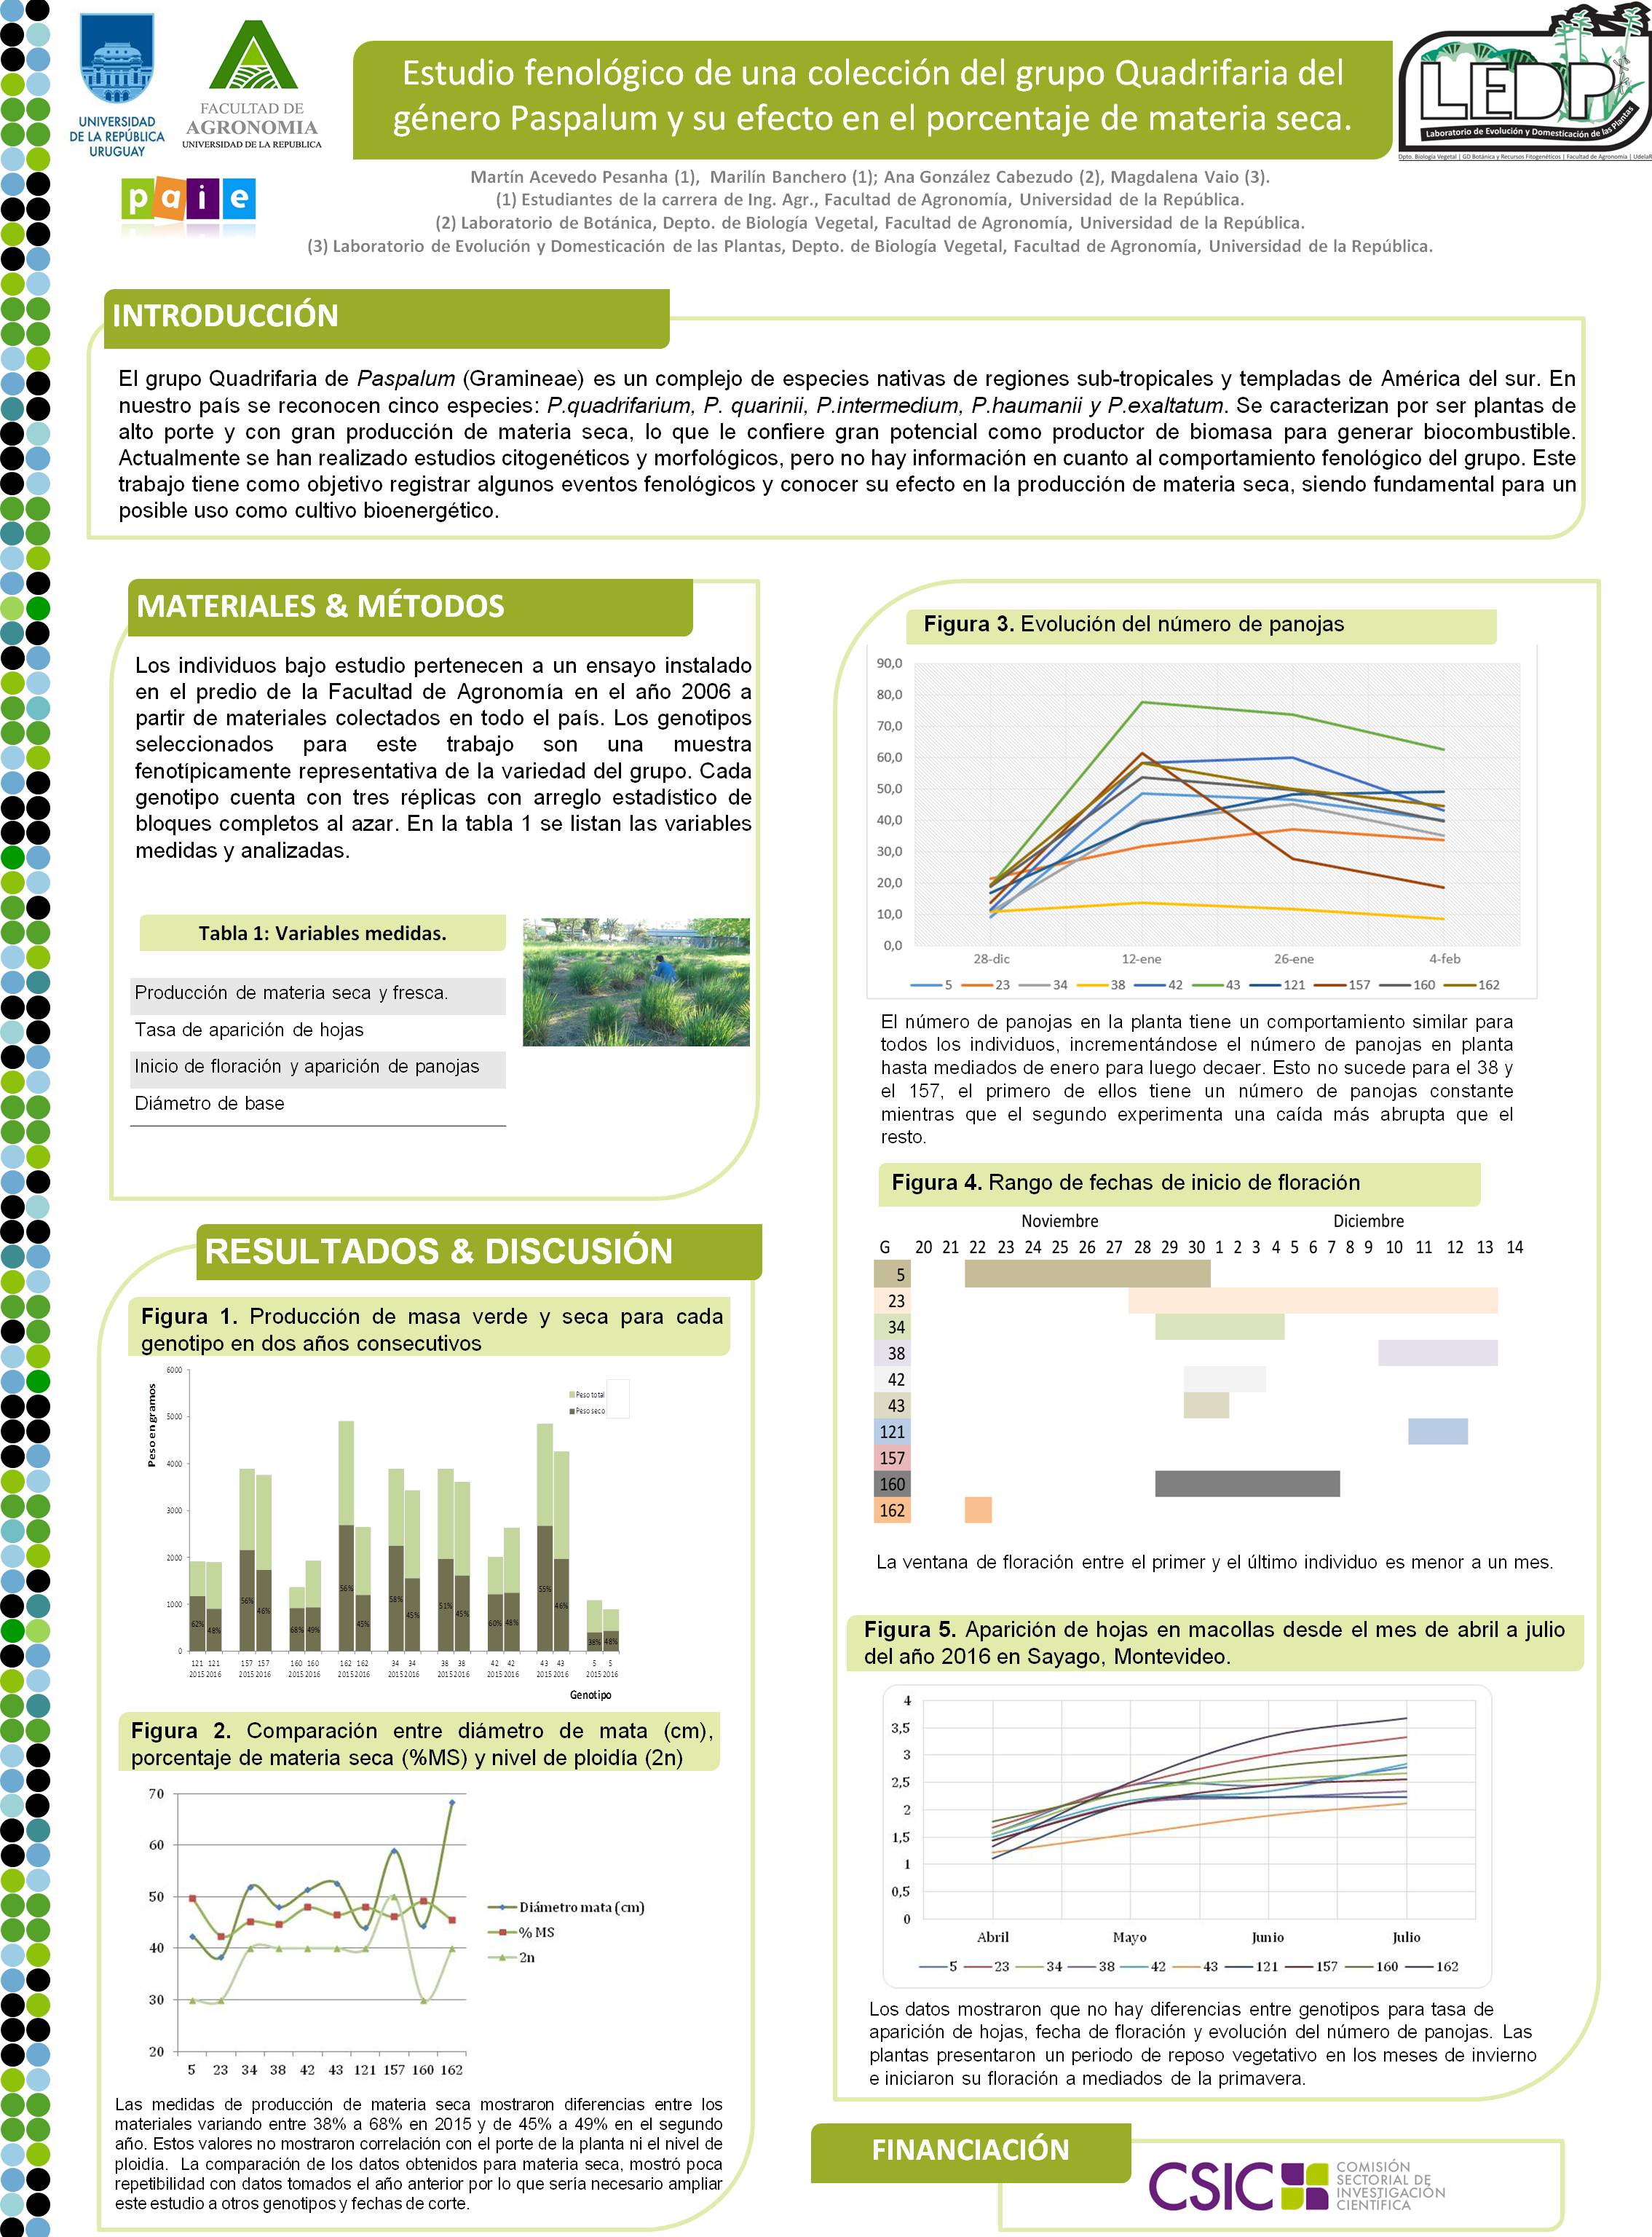 UNIVERSIDAD
DE LA REPÚBLICA
URUGUAY
FACULTAD DE
AGRONOMIA
UNIVERSIDAD DE LA REPUBLICA
paie
Estudio fenológico de una colección del grupo Quadrifaria del
género Paspalum y su efecto en el porcentaje de materia seca.
LEDP
Laboratorio de Evolución y Domesticación de las Plantas
Dpto. Biología Vegetal | GD Botánica y Recursos Fitogenéticos | Facultad de Agronomía | UdelaR
Martín Acevedo Pesanha (1), Marilín Banchero (1); Ana González Cabezudo (2), Magdalena Vaio (3).
(1) Estudiantes de la carrera de Ing. Agr., Facultad de Agronomía, Universidad de la República.
(2) Laboratorio de Botánica, Depto. de Biología Vegetal, Facultad de Agronomía, Universidad de la República.
(3) Laboratorio de Evolución y Domesticación de las Plantas, Depto. de Biología Vegetal, Facultad de Agronomía, Universidad de la República.
INTRODUCCIÓN
El grupo Quadrifaria de Paspalum (Gramineae) es un complejo de especies nativas de regiones sub-tropicales y templadas de América del sur. En
nuestro país se reconocen cinco especies: P.quadrifarium, P. quarinii, P.intermedium, P.haumanii y P.exaltatum. Se caracterizan por ser plantas de
alto porte y con gran producción de materia seca, lo que le confiere gran potencial como productor de biomasa para generar biocombustible.
Actualmente se han realizado estudios citogenéticos y morfológicos, pero no hay información en cuanto al comportamiento fenológico del grupo. Este
trabajo tiene como objetivo registrar algunos eventos fenológicos y conocer su efecto en la producción de materia seca, siendo fundamental para un
posible uso como cultivo bioenergético.
MATERIALES & MÉTODOS
Los individuos bajo estudio pertenecen a un ensayo instalado
en el predio de la Facultad de Agronomía en el año 2006 a
partir de materiales colectados en todo el país. Los genotipos
seleccionados para este trabajo son una muestra
fenotípicamente representativa de la variedad del grupo. Cada
genotipo cuenta con tres réplicas con arreglo estadístico de
bloques completos al azar. En la tabla 1 se listan las variables
medidas y analizadas.
Tabla 1: Variables medidas.
Producción de materia seca y fresca.
Tasa de aparición de hojas
Inicio de floración y aparición de panojas
Diámetro de base
RESULTADOS & DISCUSIÓN
Figura 1. Producción de masa verde y seca para cada
genotipo en dos años consecutivos
Peso en gramos
6000
5000
4000
3000
2000
1000
0
Peso total
Peso seco
62% 48% 56% 46% 68% 49% 56% 45% 58% 45% 51% 45% 60% 48% 55% 46% 38% 48%
121 121 157 157 160 160 162 162 34 34 38 38 42 42 43 43 5 5
2015 2016 2015 2016 2015 2016 2015 2016 2015 2016 2015 2016 2015 2016 2015 2016 2015 2016
Genotipo
Figura 2. Comparación entre diámetro de mata (cm),
porcentaje de materia seca (%MS) y nivel de ploidía (2n)
70
60
50
40
30
20
Diámetro mata (cm)
% MS
2n
5 23 34 38 42 43 121 157 160 162
Las medidas de producción de materia seca mostraron diferencias entre los
materiales variando entre 38% a 68% en 2015 y de 45% a 49% en el segundo
año. Estos valores no mostraron correlación con el porte de la planta ni el nivel de
ploidía. La comparación de los datos obtenidos para materia seca, mostró poca
repetibilidad con datos tomados el año anterior por lo que sería necesario ampliar
este estudio a otros genotipos y fechas de corte.
Figura 3. Evolución del número de panojas
90,0
80,0
70,0
60,0
50,0
40,0
30,0
20,0
10,0
0,0
28-dic 12-ene 26-ene 4-feb
5 23 34 38 42 43 121 157 160 162
El número de panojas en la planta tiene un comportamiento similar para
todos los individuos, incrementándose el número de panojas en planta
hasta mediados de enero para luego decaer. Esto no sucede para el 38 y
el 157, el primero de ellos tiene un número de panojas constante
mientras que el segundo experimenta una caída más abrupta que el
resto.
Figura 4. Rango de fechas de inicio de floración
Noviembre Diciembre
G 20 21 22 23 24 25 26 27 28 29 30 1 2 3 4 5 6 7 8 9 10 11 12 13 14
5
23
34
38
42
43
121
157
160
162
La ventana de floración entre el primer y el último individuo es menor a un mes.
Figura 5. Aparición de hojas en macollas desde el mes de abril a julio
del año 2016 en Sayago, Montevideo.
4
3,5
3
2,5
2
1,5
1
0,5
0
Abril Mayo Junio Julio
5 23 34 38 42 43 121 157 160 162
Los datos mostraron que no hay diferencias entre genotipos para tasa de
aparición de hojas, fecha de floración y evolución del número de panojas. Las
plantas presentaron un periodo de reposo vegetativo en los meses de invierno
e iniciaron su floración a mediados de la primavera.
FINANCIACIÓN
CSIC
COMISIÓN
SECTORIAL DE
INVESTIGACIÓN
CIENTÍFICA